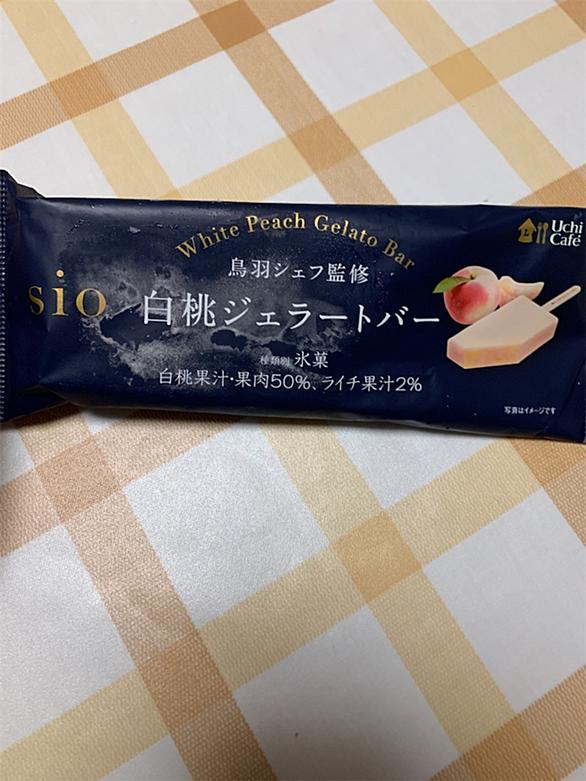 White Peach Gelato Bar
Uchi
Café
鳥羽シェフ監修
sio
白桃ジェラートバー
種類別 氷菓
白桃果汁・果肉50%、ライチ果汁2%
写真はイメージです